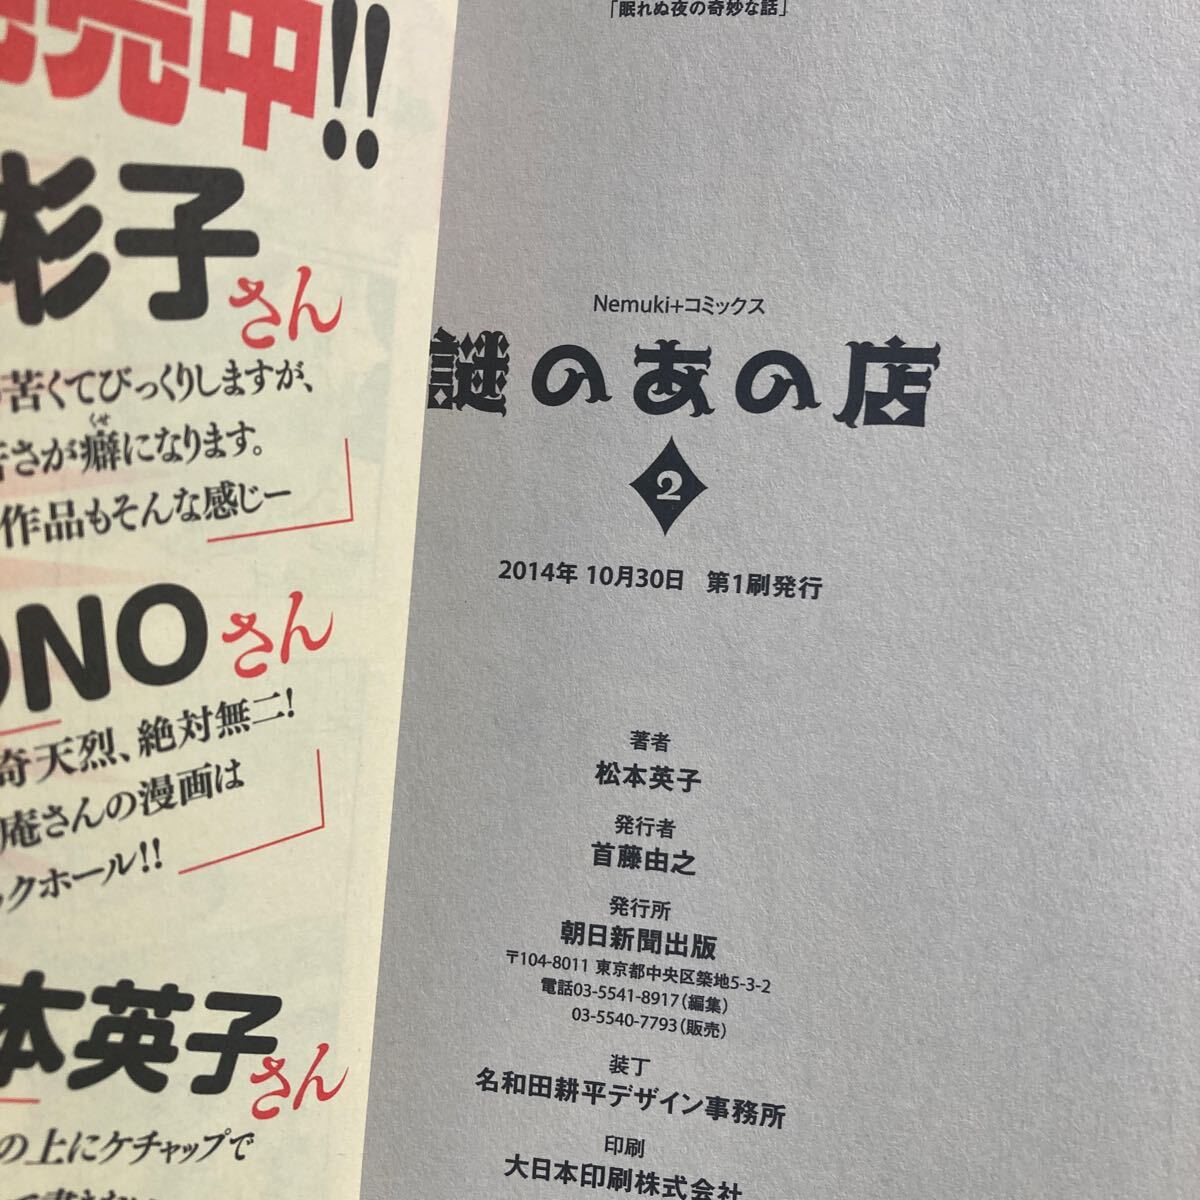 売中!!
杉子さん
苦くてびっくりしますが、
苦さが癖になります。
くせ
作品もそんな感じー
ONOさん
奇天烈、絶対無二!
庵さんの漫画は
ックホール!!
本英子さん
の上にケチャップで
「眠れぬ夜の奇妙な話」
Nemuki+コミックス
謎のあの店
2
2014年 10月30日　第1刷発行
著者
松本英子
発行者
首藤由之
発行所
朝日新聞出版
〒104-8011 東京都中央区築地5-3-2
電話03-5541-8917(編集)
03-5540-7793(販売)
装丁
名和田耕平デザイン事務所
印刷
大日本印刷株式会社